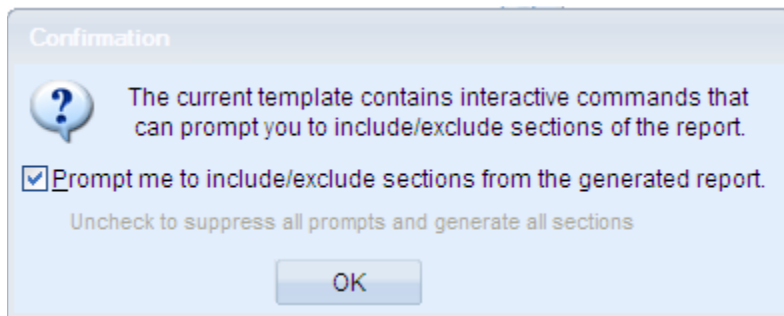 Confirmation
The current template contains interactive commands that
can prompt you to include/exclude sections of the report.
Prompt me to include/exclude sections from the generated report.
Uncheck to suppress all prompts and generate all sections
OK